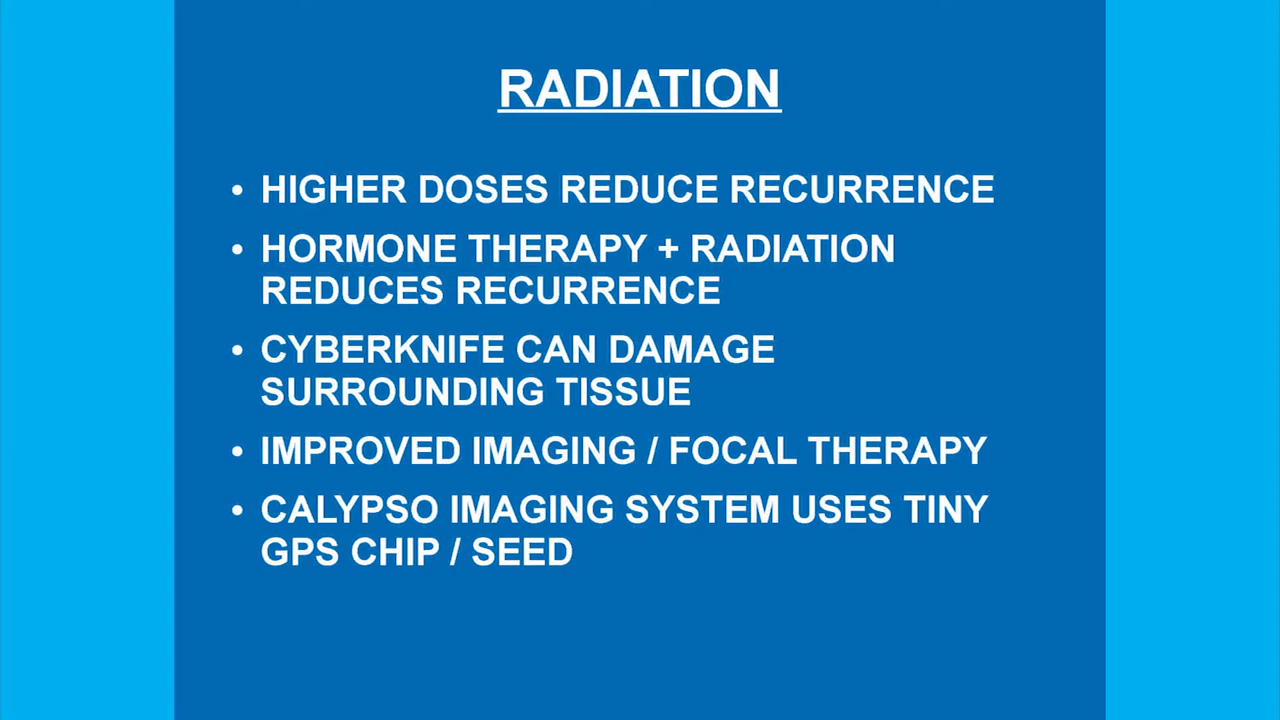 RADIATION
• HIGHER DOSES REDUCE RECURRENCE
• HORMONE THERAPY + RADIATION
REDUCES RECURRENCE
• CYBERKNIFE CAN DAMAGE
SURROUNDING TISSUE
• IMPROVED IMAGING / FOCAL THERAPY
• CALYPSO IMAGING SYSTEM USES TINY
GPS CHIP / SEED